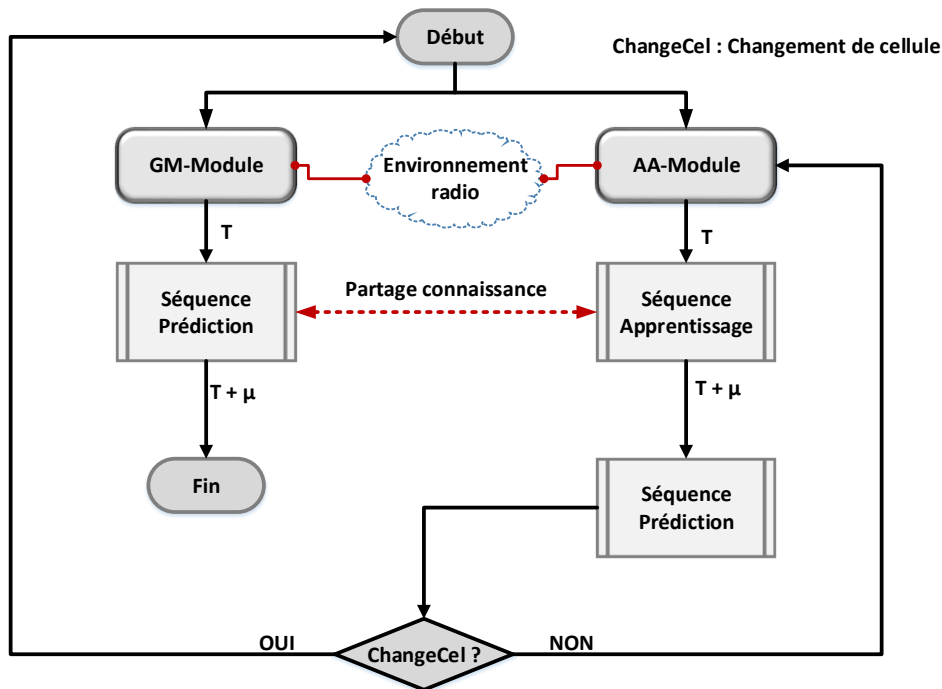 Début
ChangeCel : Changement de cellule
GM-Module
Environnement
radio
AA-Module
T
T
Séquence
Prédiction
Partage connaissance
Séquence
Apprentissage
T + μ
T + μ
Fin
Séquence
Prédiction
OUI
ChangeCel ?
NON